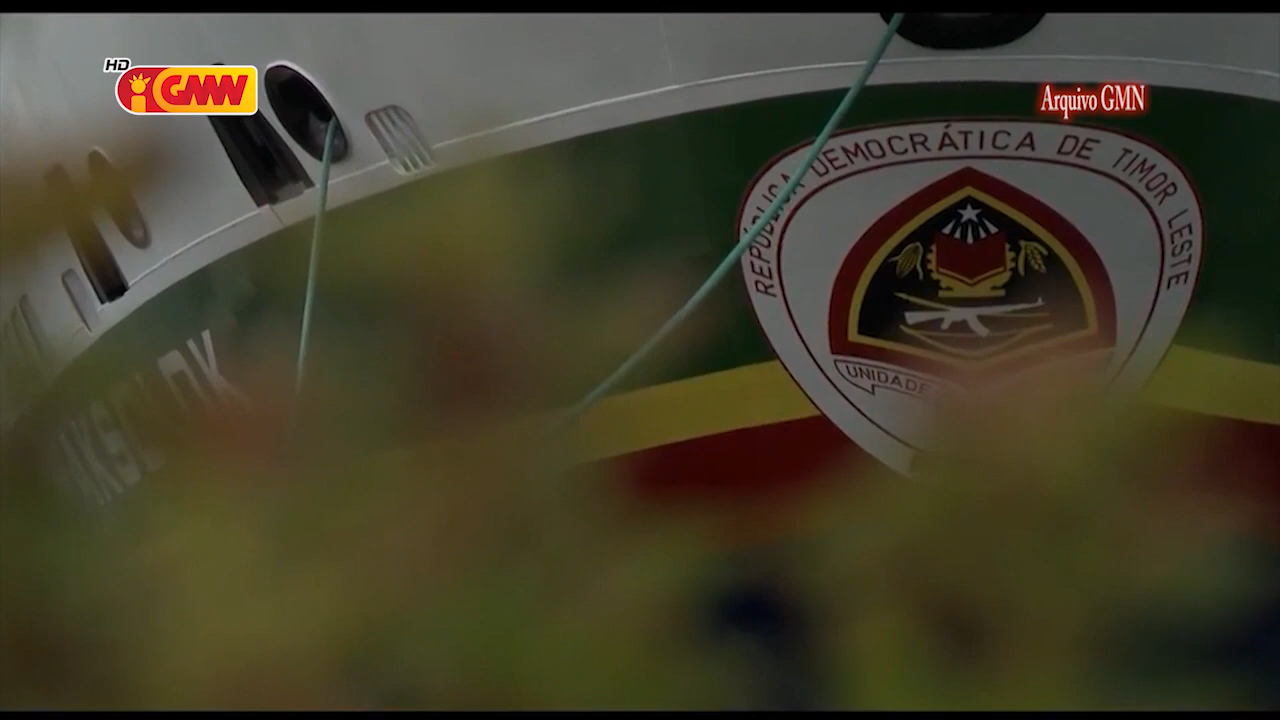 HD
GMN
Arquivo GMN
REPÚBLICA DEMOCRÁTICA DE TIMOR LESTE
UNIDADE